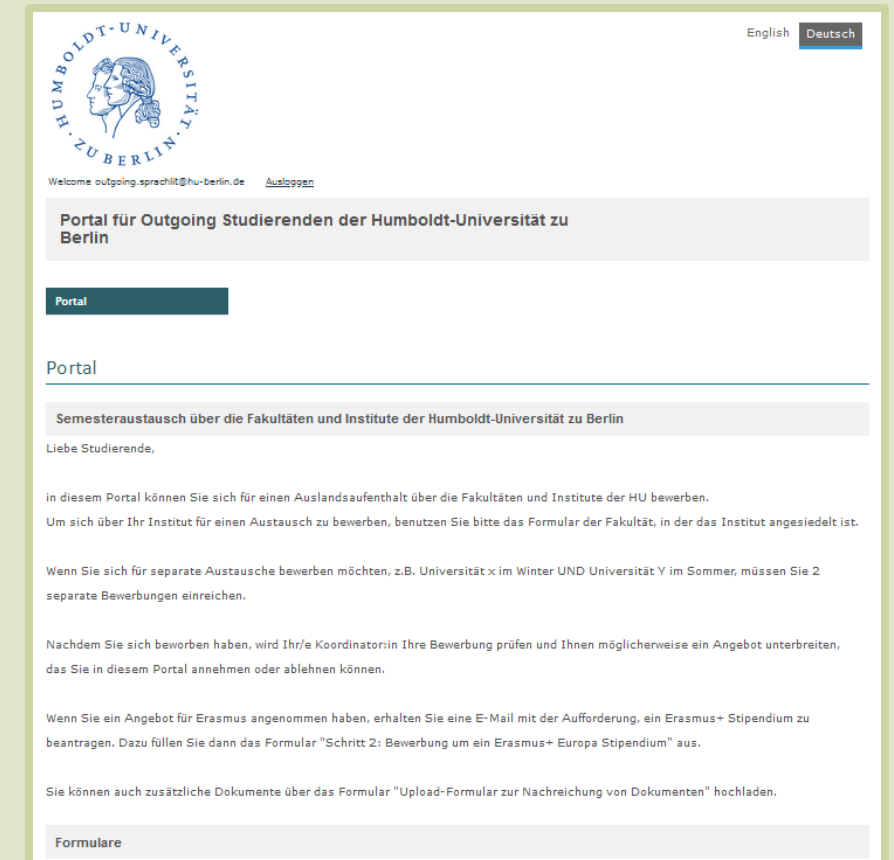 HUMBOLDT-UNIVERSITÄT
ZU BERLIN
English Deutsch
Welcome outgoing.sprachlit@hu-berlin.de Ausloggen
Portal für Outgoing Studierenden der Humboldt-Universität zu
Berlin
Portal
Portal
Semesteraustausch über die Fakultäten und Institute der Humboldt-Universität zu Berlin
Liebe Studierende,
in diesem Portal können Sie sich für einen Auslandsaufenthalt über die Fakultäten und Institute der HU bewerben.
Um sich über Ihr Institut für einen Austausch zu bewerben, benutzen Sie bitte das Formular der Fakultät, in der das Institut angesiedelt ist.
Wenn Sie sich für separate Austausche bewerben möchten, z.B. Universität x im Winter UND Universität Y im Sommer, müssen Sie 2
separate Bewerbungen einreichen.
Nachdem Sie sich beworben haben, wird Ihr/e Koordinator:in Ihre Bewerbung prüfen und Ihnen möglicherweise ein Angebot unterbreiten,
das Sie in diesem Portal annehmen oder ablehnen können.
Wenn Sie ein Angebot für Erasmus angenommen haben, erhalten Sie eine E-Mail mit der Aufforderung, ein Erasmus+ Stipendium zu
beantragen. Dazu füllen Sie dann das Formular "Schritt 2: Bewerbung um ein Erasmus+ Europa Stipendium" aus.
Sie können auch zusätzliche Dokumente über das Formular "Upload-Formular zur Nachreichung von Dokumenten" hochladen.
Formulare